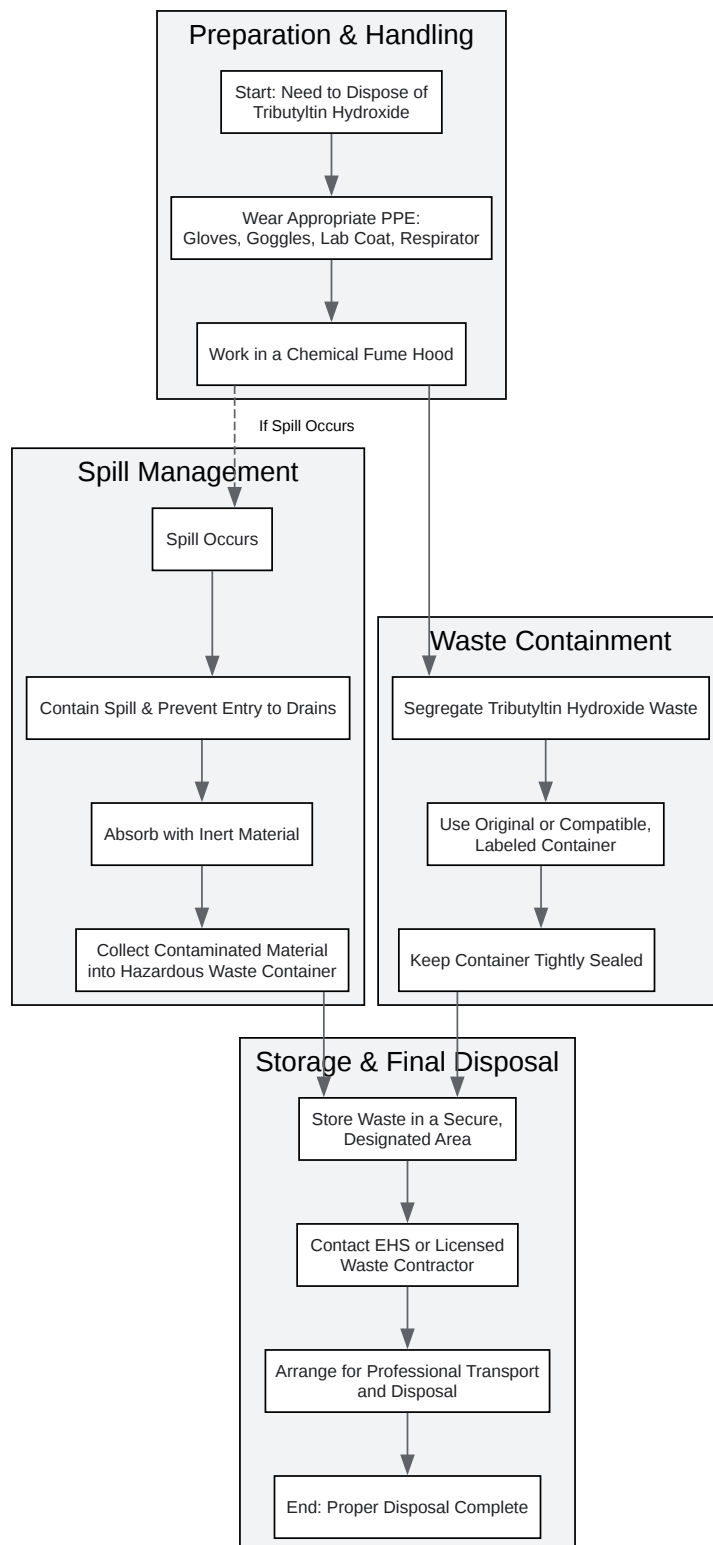 Preparation & Handling
Start: Need to Dispose of
Tributyltin Hydroxide
Wear Appropriate PPE:
Gloves, Goggles, Lab Coat, Respirator
Work in a Chemical Fume Hood
If Spill Occurs
Spill Management
Spill Occurs
Contain Spill & Prevent Entry to Drains
Absorb with Inert Material
Collect Contaminated Material
into Hazardous Waste Container
Waste Containment
Segregate Tributyltin Hydroxide Waste
Use Original or Compatible,
Labeled Container
Keep Container Tightly Sealed
Storage & Final Disposal
Store Waste in a Secure,
Designated Area
Contact EHS or Licensed
Waste Contractor
Arrange for Professional Transport
and Disposal
End: Proper Disposal Complete